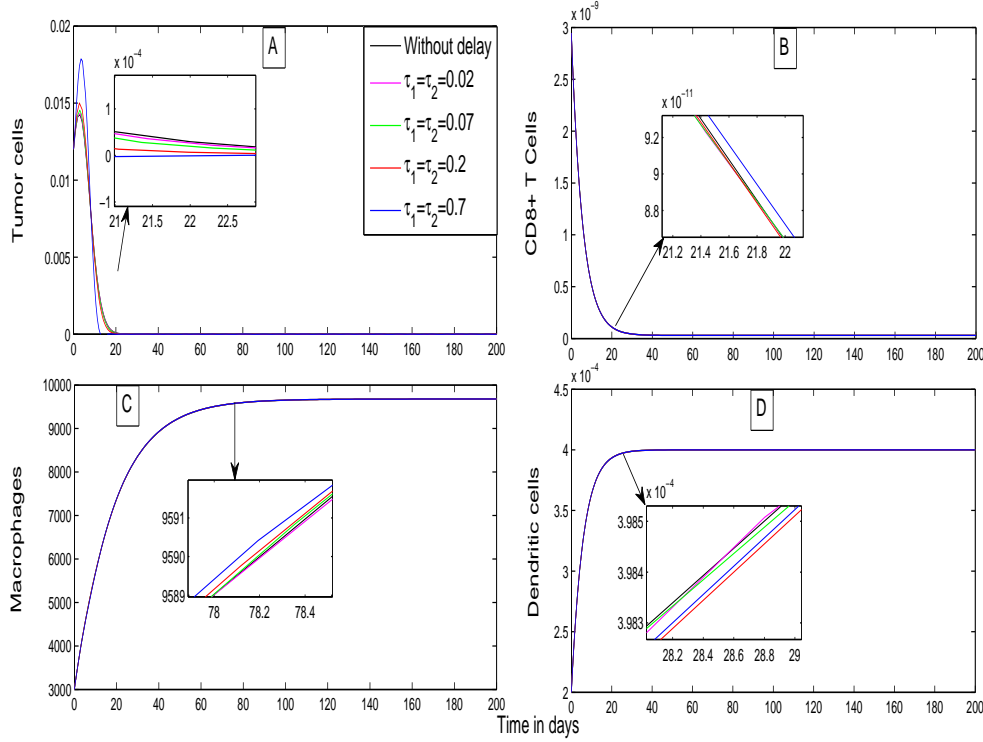 A
Tumor cells
0.02
0.015
0.01
0.005
0
0 20 40 60 80 100 120 140 160 180 200
x 10⁻⁴
1
0
−1
21 21.5 22 22.5
Without delay
τ₁=τ₂=0.02
τ₁=τ₂=0.07
τ₁=τ₂=0.2
τ₁=τ₂=0.7
B
CD8+ T Cells
x 10⁻⁹
3
2.5
2
1.5
1
0.5
0
0 20 40 60 80 100 120 140 160 180 200
x 10⁻¹¹
9.2
9
8.8
21.2 21.4 21.6 21.8 22
C
Macrophages
10000
9000
8000
7000
6000
5000
4000
3000
0 20 40 60 80 100 120 140 160 180 200
9591
9590
9589
78 78.2 78.4
D
Dendritic cells
x 10⁻⁴
4.5
4
3.5
3
2.5
2
0 20 40 60 80 100 120 140 160 180 200
x 10⁻⁴
3.985
3.984
3.983
28.2 28.4 28.6 28.8 29
Time in days